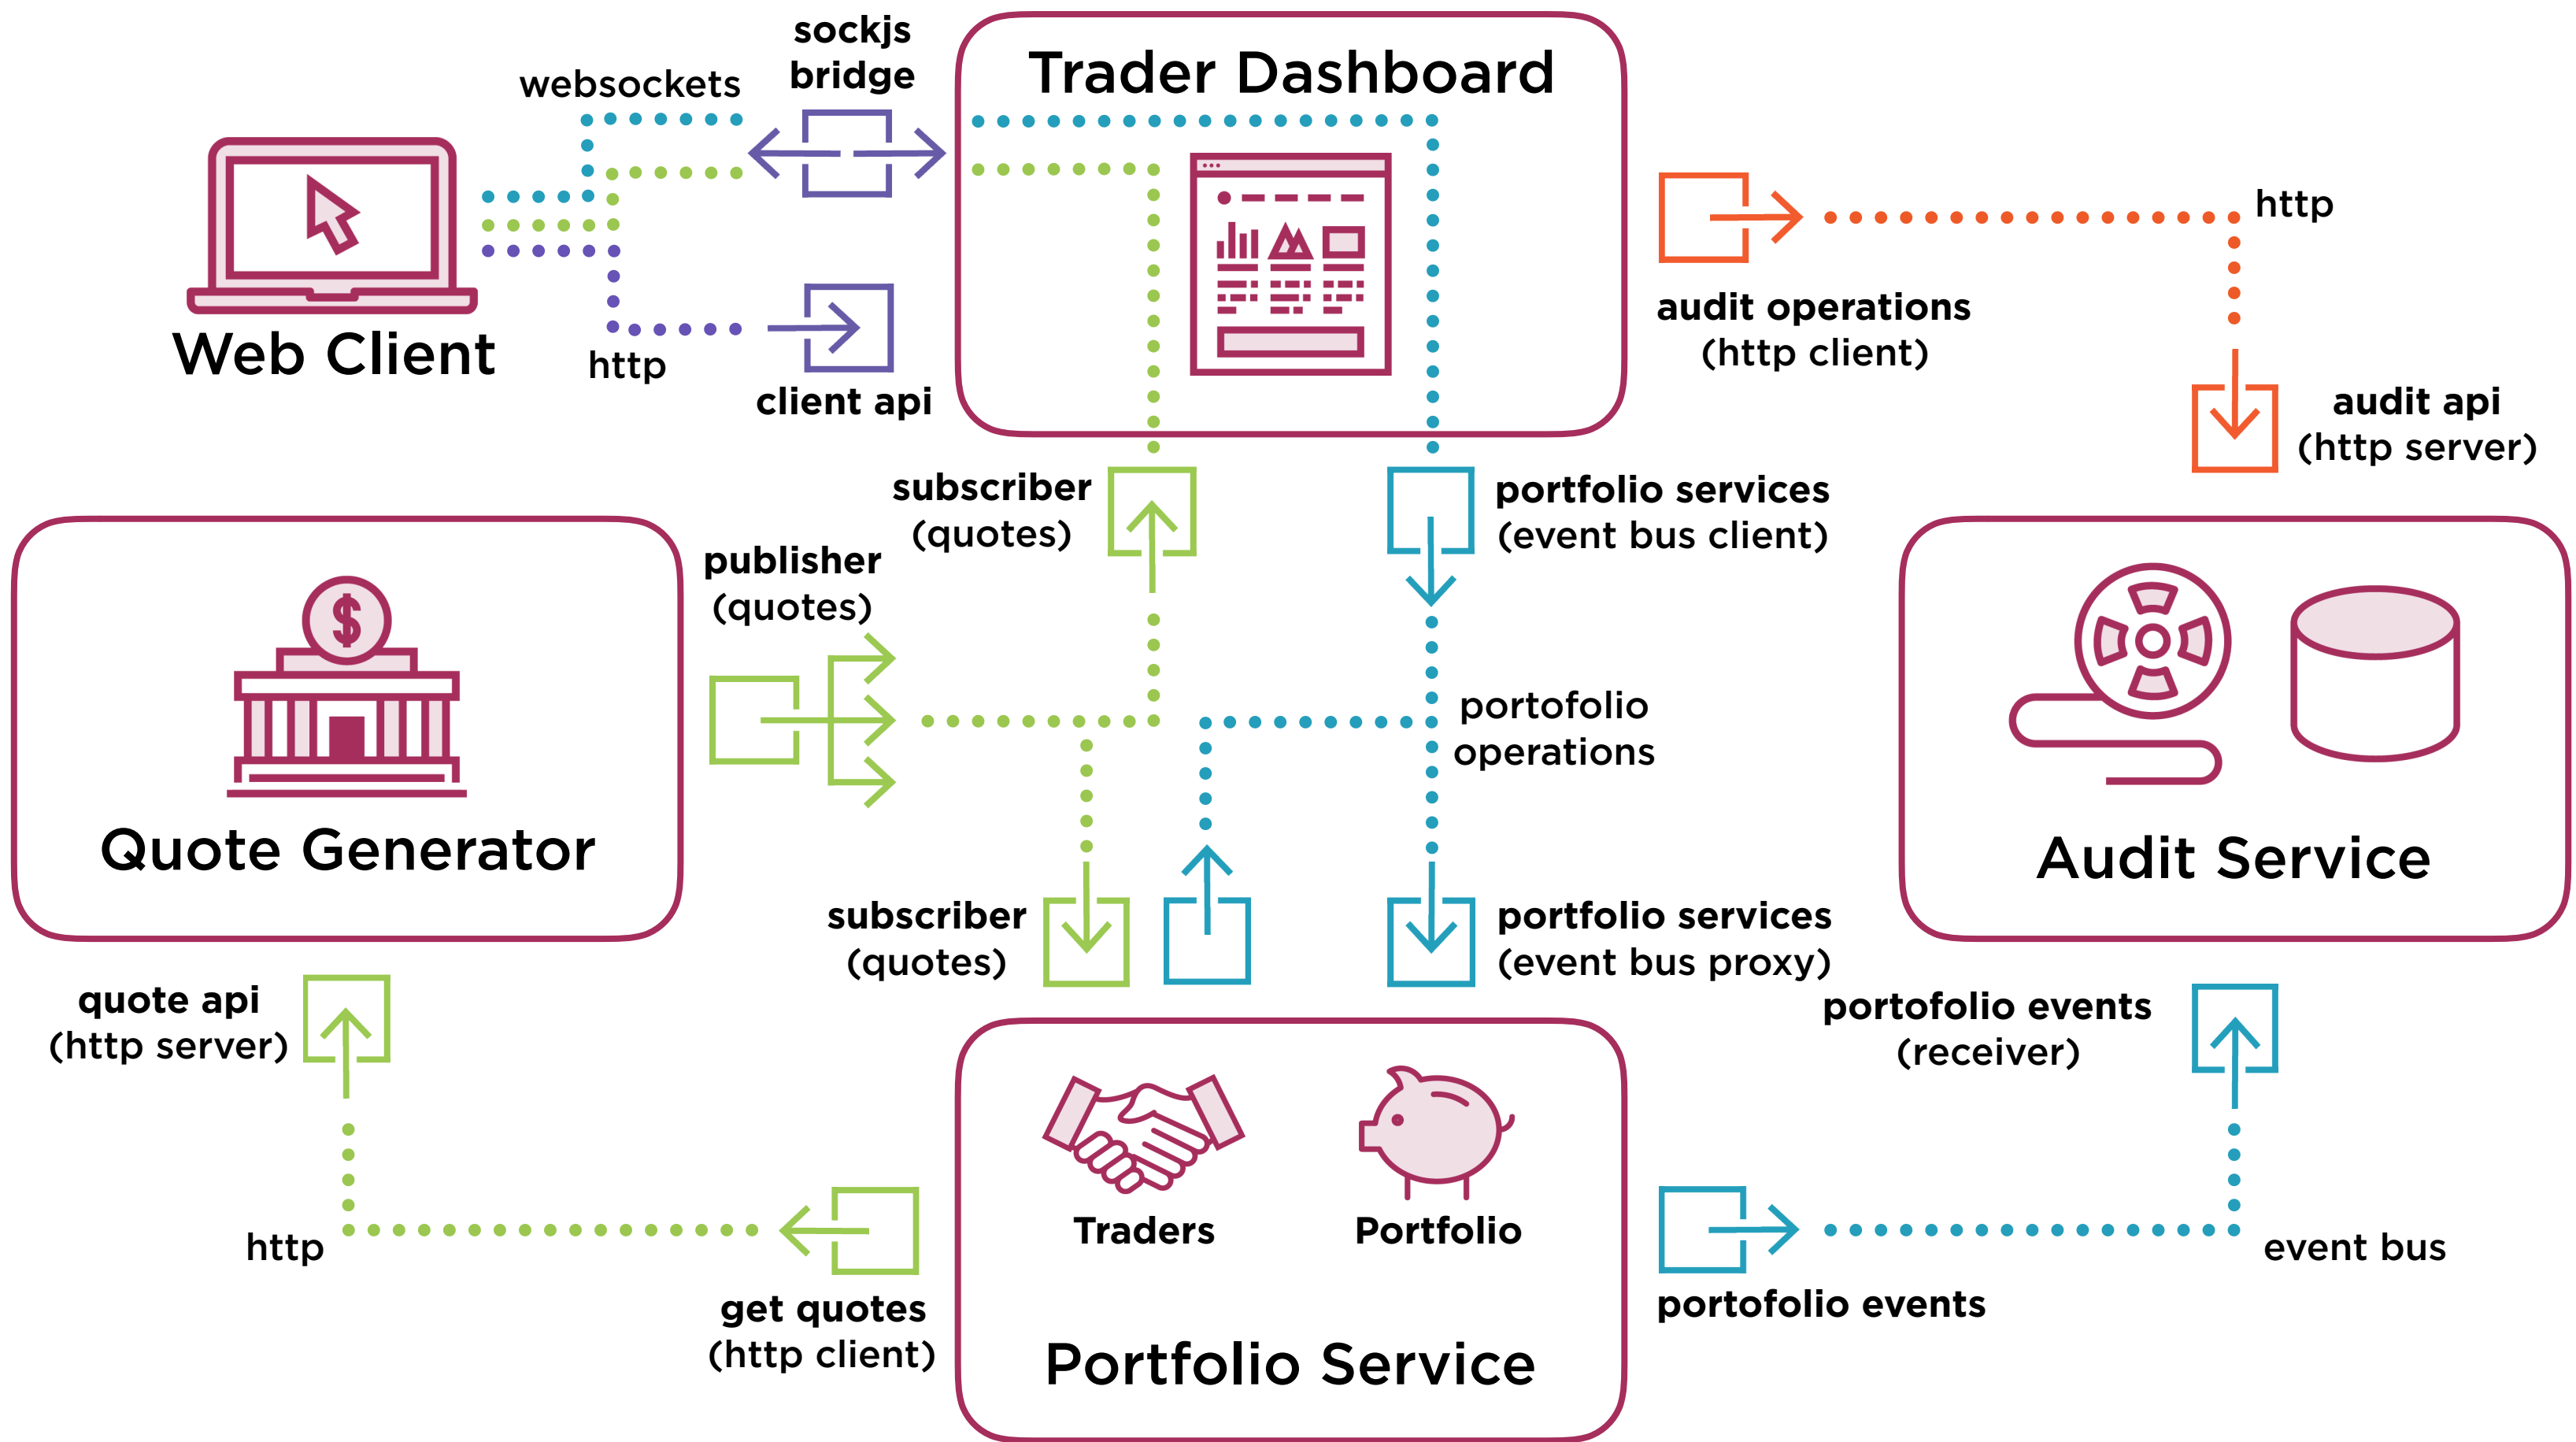 sockjs
bridge
websockets
Trader Dashboard
http
Web Client
http
client api
audit operations
(http client)
audit api
(http server)
subscriber
(quotes)
portfolio services
(event bus client)
publisher
(quotes)
$
portofolio
operations
Quote Generator
Audit Service
subscriber
(quotes)
portfolio services
(event bus proxy)
quote api
(http server)
portofolio events
(receiver)
Traders
Portfolio
http
event bus
get quotes
(http client)
portofolio events
Portfolio Service